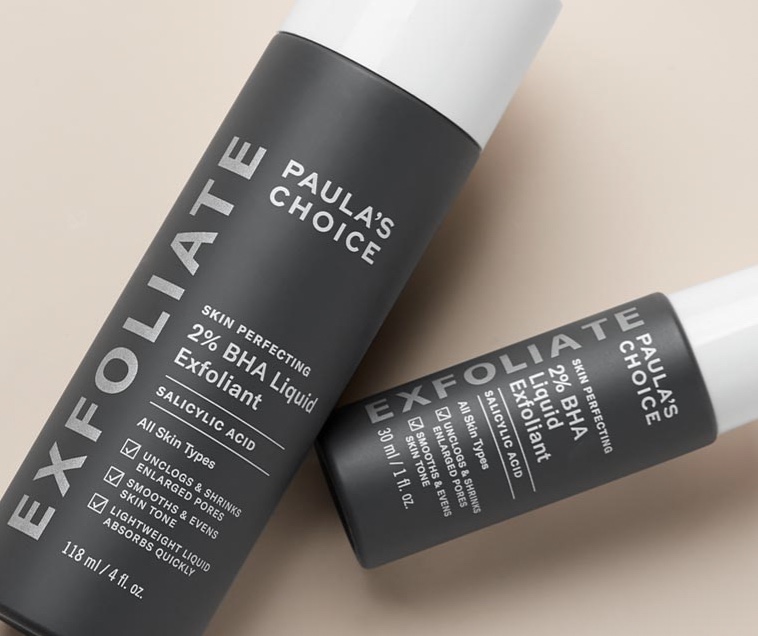 EXFOLIATE
PAULA'S
CHOICE
SKIN PERFECTING
2% BHA Liquid
Exfoliant
SALICYLIC ACID
All Skin Types
UNCLOGS & SHRINKS
ENLARGED PORES
SMOOTHS & EVENS
SKIN TONE
LIGHTWEIGHT LIQUID
ABSORBS QUICKLY
118 ml / 4 fl. oz.
EXFOLIATE
PAULA'S
CHOICE
SKIN PERFECTING
2% BHA
Liquid
Exfoliant
SALICYLIC ACID
All Skin Types
UNCLOGS & SHRINKS
ENLARGED PORES
SMOOTHS & EVENS
SKIN TONE
30 ml / 1 fl. oz.